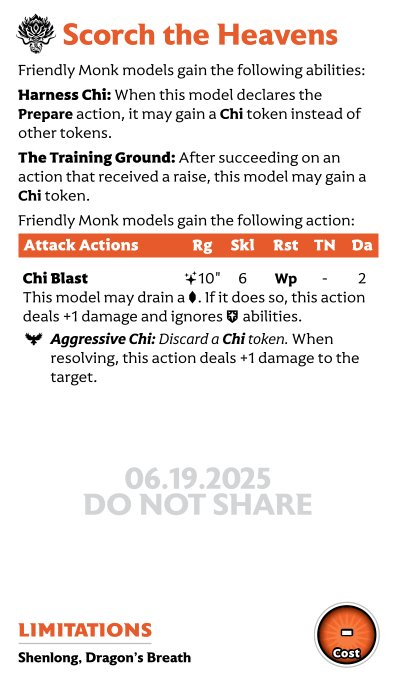 Scorch the Heavens
Friendly Monk models gain the following abilities:
Harness Chi: When this model declares the
Prepare action, it may gain a Chi token instead of
other tokens.
The Training Ground: After succeeding on an
action that received a raise, this model may gain a
Chi token.
Friendly Monk models gain the following action:
Attack Actions Rg Skl Rst TN Da
Chi Blast 10" 6 Wp - 2
This model may drain a . If it does so, this action
deals +1 damage and ignores abilities.
Aggressive Chi: Discard a Chi token. When
resolving, this action deals +1 damage to the
target.
06.19.2025
DO NOT SHARE
LIMITATIONS
Shenlong, Dragon's Breath
-
Cost